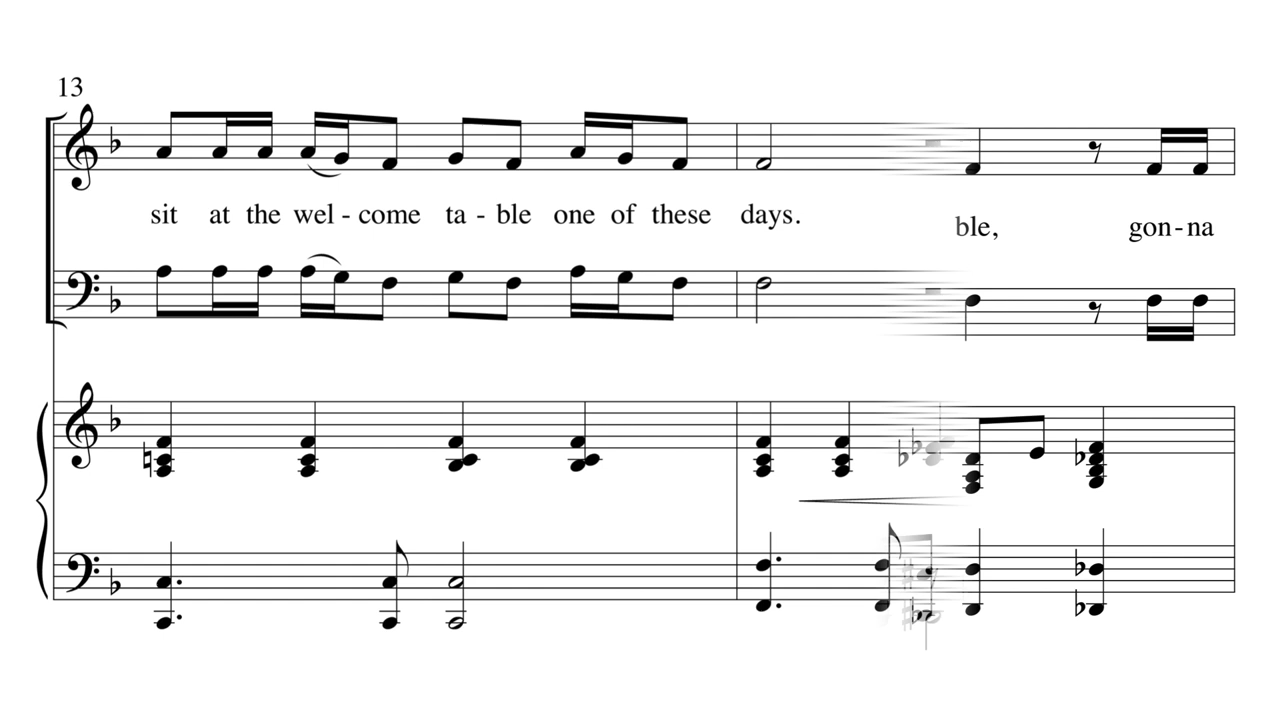 13
sit at the wel - come ta - ble one of these days.
ble, gon - na